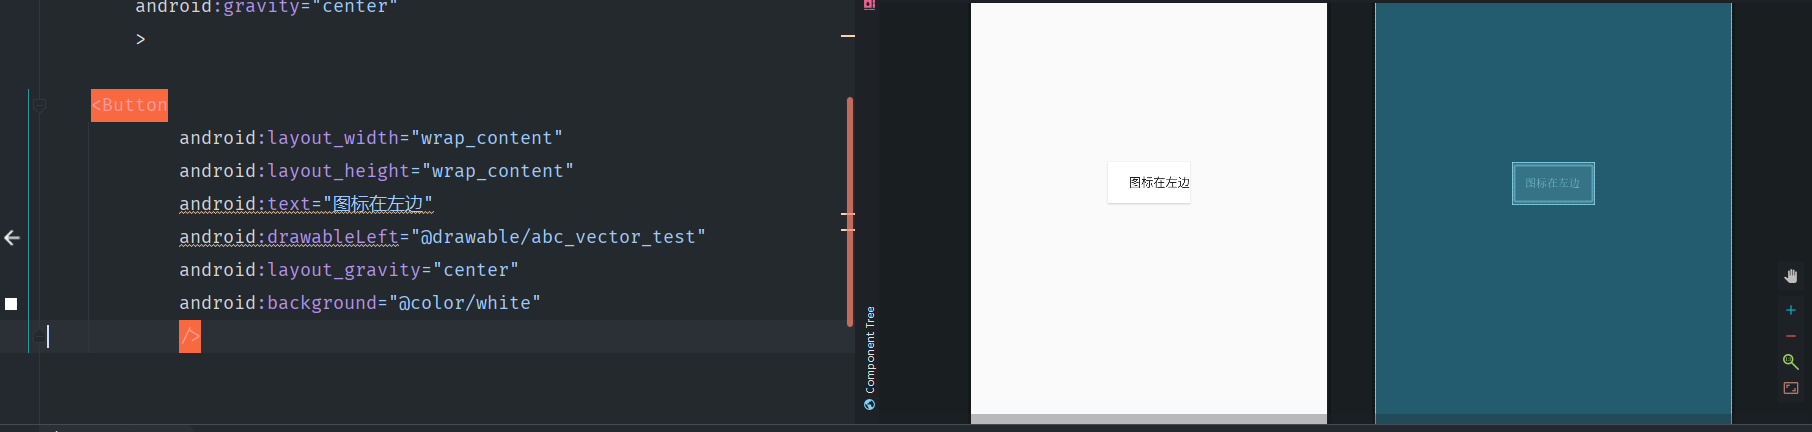 android:gravity="center"
>
<Button
android:layout_width="wrap_content"
android:layout_height="wrap_content"
android:text="图标在左边"
android:drawableLeft="@drawable/abc_vector_test"
android:layout_gravity="center"
android:background="@color/white"
/>
Component Tree
图标在左边
图标在左边